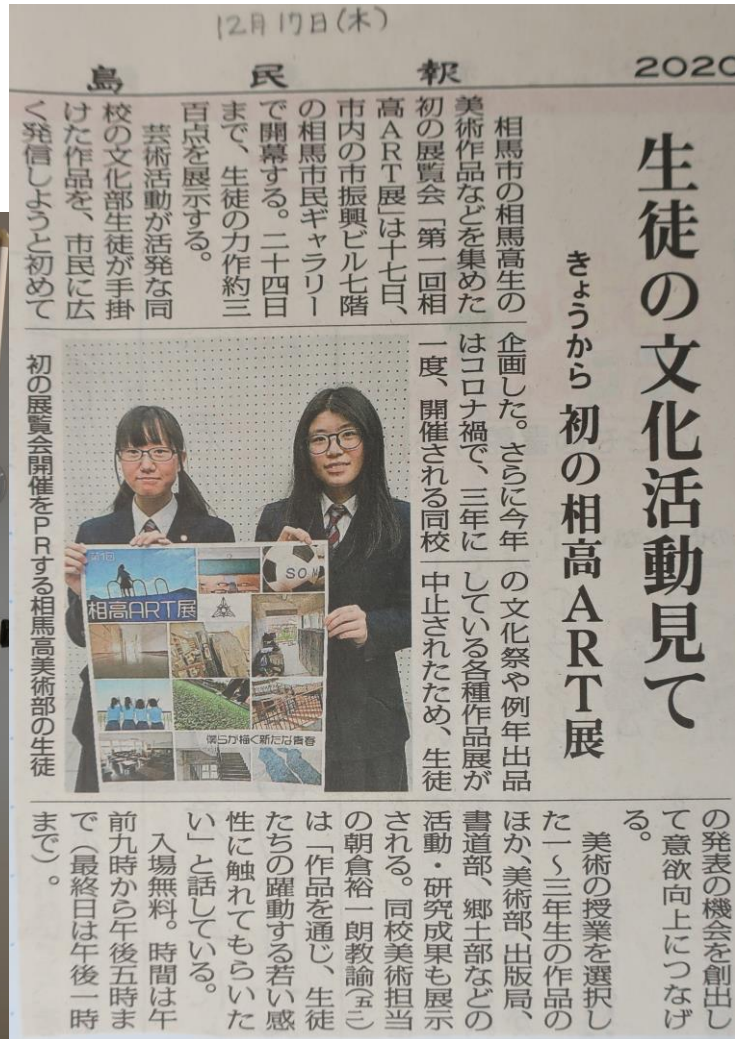 12月17日(木)
島民報
2020
生徒の文化活動見て
きょうから 初の相高ART展
相馬市の相馬高生の
美術作品などを集めた
初の展覧会「第一回相
高ART展」は十七日、
市内の市振興ビル七階
の相馬市民ギャラリー
で開幕する。二十四日
まで、生徒の力作約三
百点を展示する。
芸術活動が活発な同
校の文化部生徒が手掛
けた作品を、市民に広
く発信しようと初めて
企画した。さらに今年
はコロナ禍で、三年に
一度、開催される同校
の文化祭や例年出品
している各種作品展が
中止されたため、生徒
の発表の機会を創出し
て意欲向上につなげ
る。
美術の授業を選択し
た一〜三年生の作品の
ほか、美術部、出版局、
書道部、郷土部などの
活動・研究成果も展示
される。同校美術担当
の朝倉裕一朗教諭(五二)
は「作品を通じ、生徒
たちの躍動する若い感
性に触れてもらいた
い」と話している。
入場無料。時間は午
前九時から午後五時ま
で(最終日は午後一時
まで)。
第1回
相高ART展
SOM
僕らが描く新たな青春
初の展覧会開催をPRする相馬高美術部の生徒